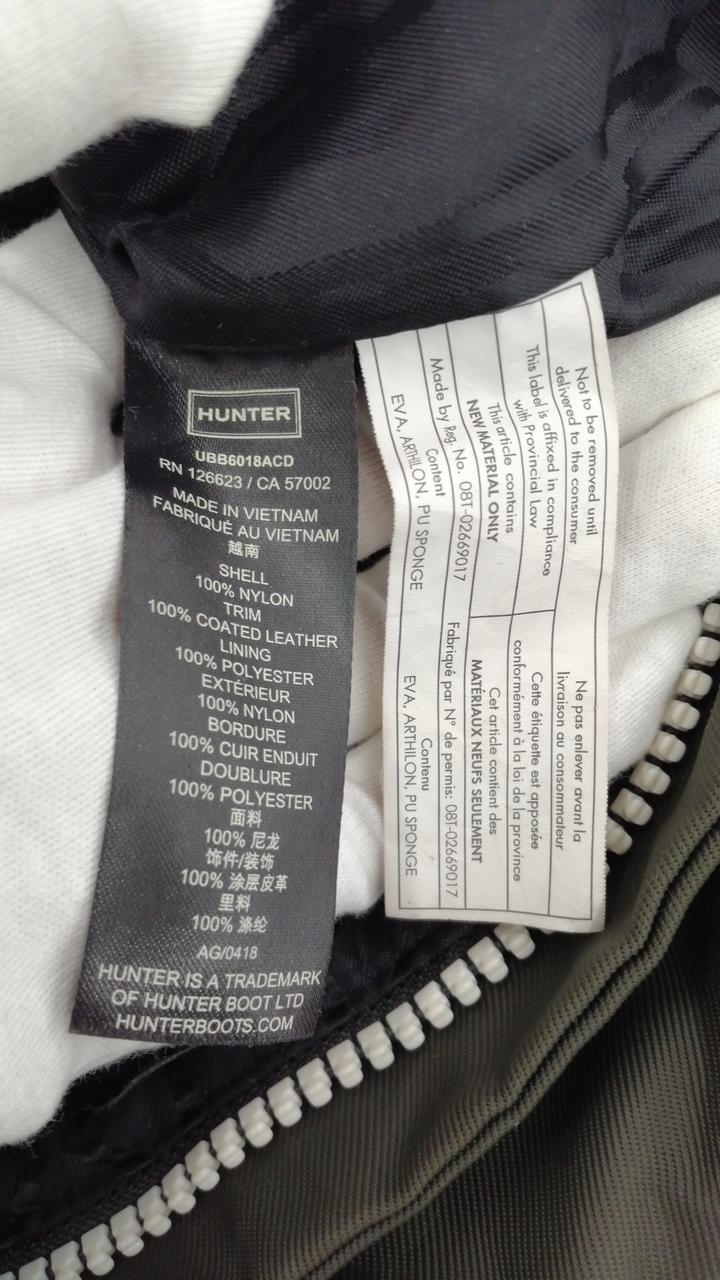 HUNTER
UBB6018ACD
RN 126623 / CA 57002
MADE IN VIETNAM
FABRIQUÉ AU VIETNAM
越南
SHELL
100% NYLON
TRIM
100% COATED LEATHER
LINING
100% POLYESTER
EXTÉRIEUR
100% NYLON
BORDURE
100% CUIR ENDUIT
DOUBLURE
100% POLYESTER
面料
100% 尼龙
饰件/装饰
100% 涂层皮革
里料
100% 涤纶
AG/0418
HUNTER IS A TRADEMARK
OF HUNTER BOOT LTD
HUNTERBOOTS.COM
Not to be removed until
delivered to the consumer
This label is affixed in compliance
with Provincial Law
This article contains
NEW MATERIAL ONLY
Made by Reg. No. 08T-02669017
Content
EVA, ARTHILON, PU SPONGE
Ne pas enlever avant la
livraison au consommateur
Cette étiquette est apposée
conformément à la loi de la province
Cet article contient des
MATÉRIAUX NEUFS SEULEMENT
Fabriqué par N° de permis: 08T-02669017
Contenu
EVA, ARTHILON, PU SPONGE